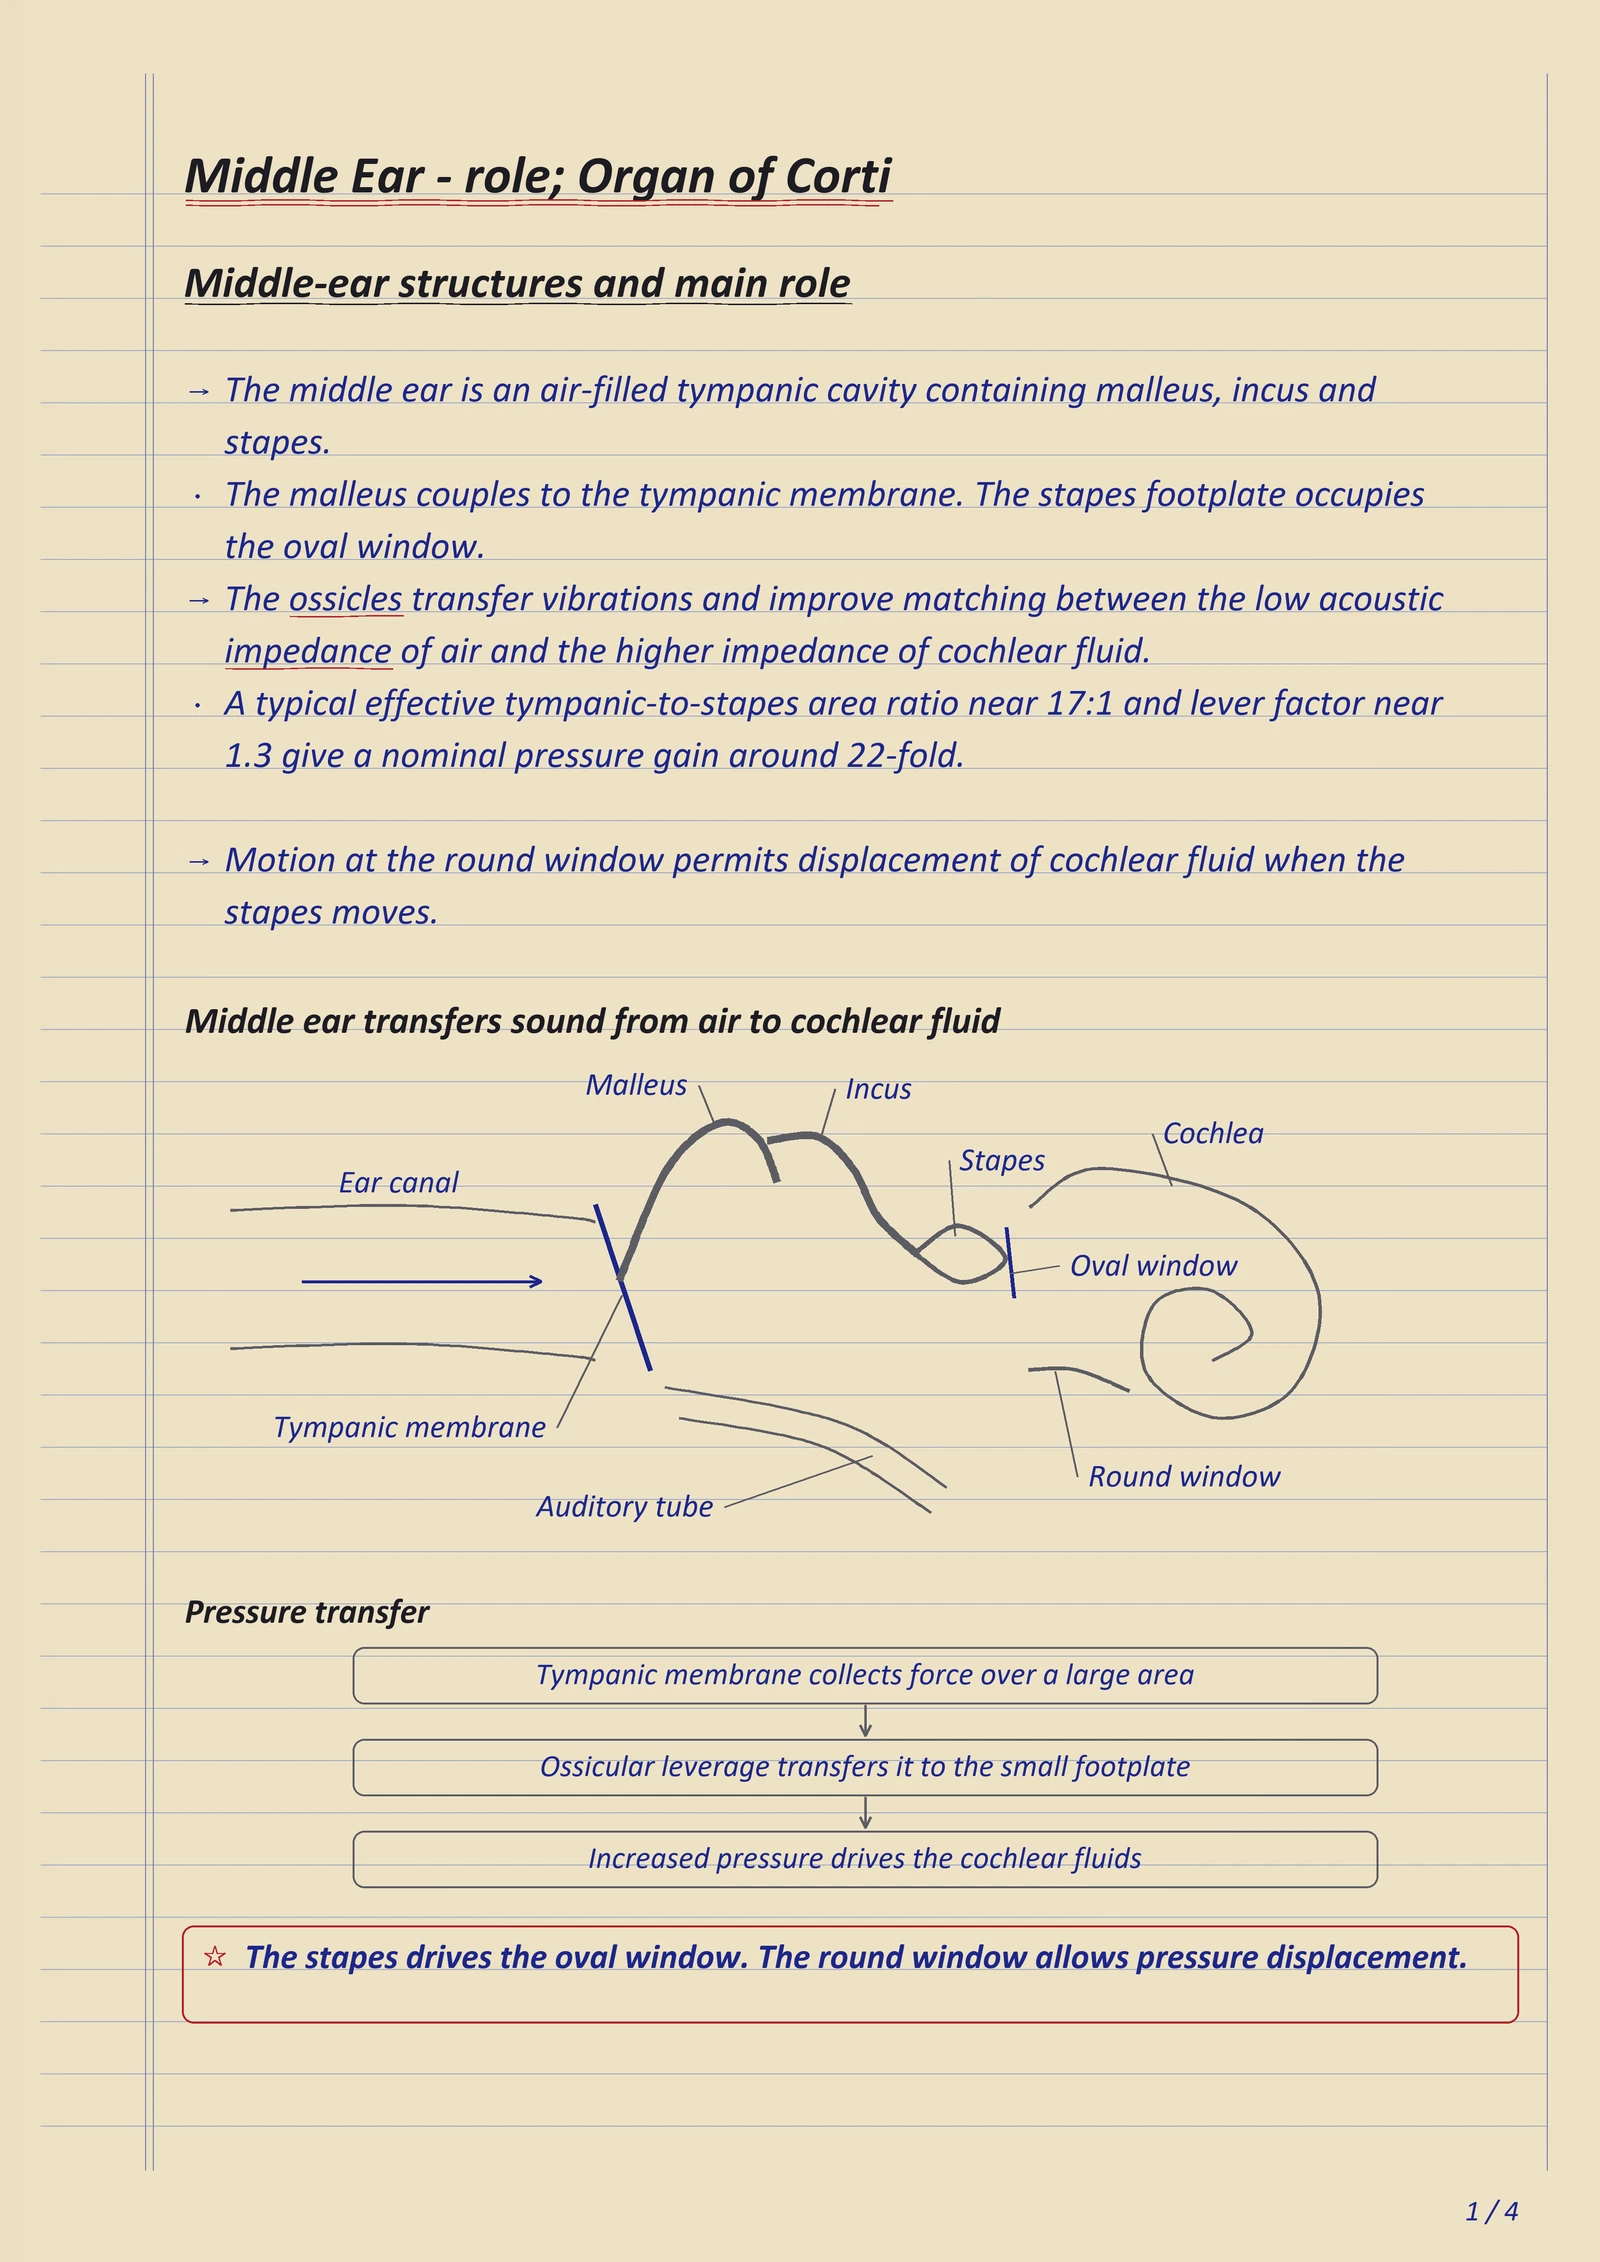 Middle Ear - role; Organ of Corti
Middle-ear structures and main role
→ The middle ear is an air-filled tympanic cavity containing malleus, incus and
stapes.
· The malleus couples to the tympanic membrane. The stapes footplate occupies
the oval window.
→ The ossicles transfer vibrations and improve matching between the low acoustic
impedance of air and the higher impedance of cochlear fluid.
· A typical effective tympanic-to-stapes area ratio near 17:1 and lever factor near
1.3 give a nominal pressure gain around 22-fold.
→ Motion at the round window permits displacement of cochlear fluid when the
stapes moves.
Middle ear transfers sound from air to cochlear fluid
Malleus
Incus
Cochlea
Stapes
Ear canal
Oval window
Tympanic membrane
Round window
Auditory tube
Pressure transfer
Tympanic membrane collects force over a large area
Ossicular leverage transfers it to the small footplate
Increased pressure drives the cochlear fluids
☆ The stapes drives the oval window. The round window allows pressure displacement.
1 / 4